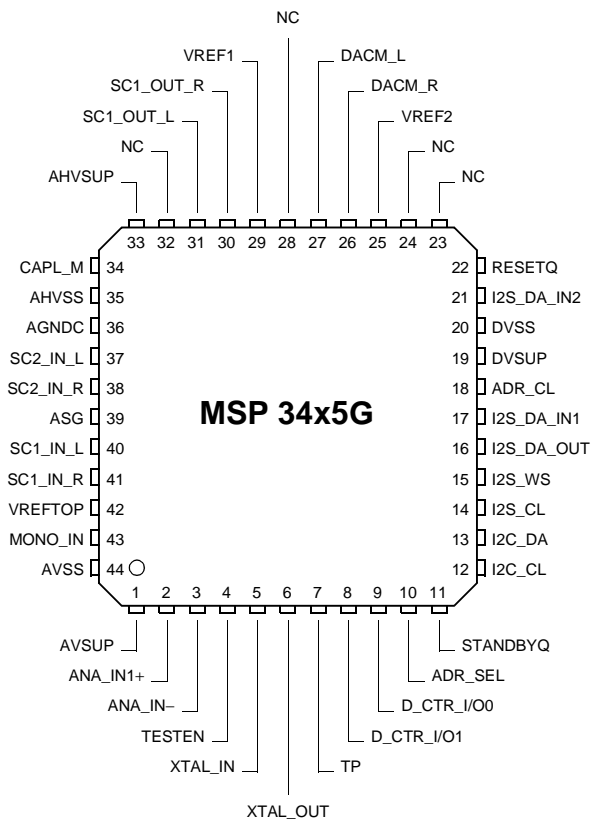 NC
VREF1
DACM_L
SC1_OUT_R
DACM_R
SC1_OUT_L
VREF2
NC
NC
AHVSUP
NC
33 32 31 30 29 28 27 26 25 24 23
CAPL_M 34
22 RESETQ
AHVSS 35
21 I2S_DA_IN2
AGNDC 36
20 DVSS
SC2_IN_L 37
19 DVSUP
SC2_IN_R 38
18 ADR_CL
ASG 39
MSP 34x5G
17 I2S_DA_IN1
SC1_IN_L 40
16 I2S_DA_OUT
SC1_IN_R 41
15 I2S_WS
VREFTOP 42
14 I2S_CL
MONO_IN 43
13 I2C_DA
AVSS 44
12 I2C_CL
1 2 3 4 5 6 7 8 9 10 11
AVSUP
STANDBYQ
ANA_IN1+
ADR_SEL
ANA_IN−
D_CTR_I/O0
TESTEN
D_CTR_I/O1
XTAL_IN
TP
XTAL_OUT